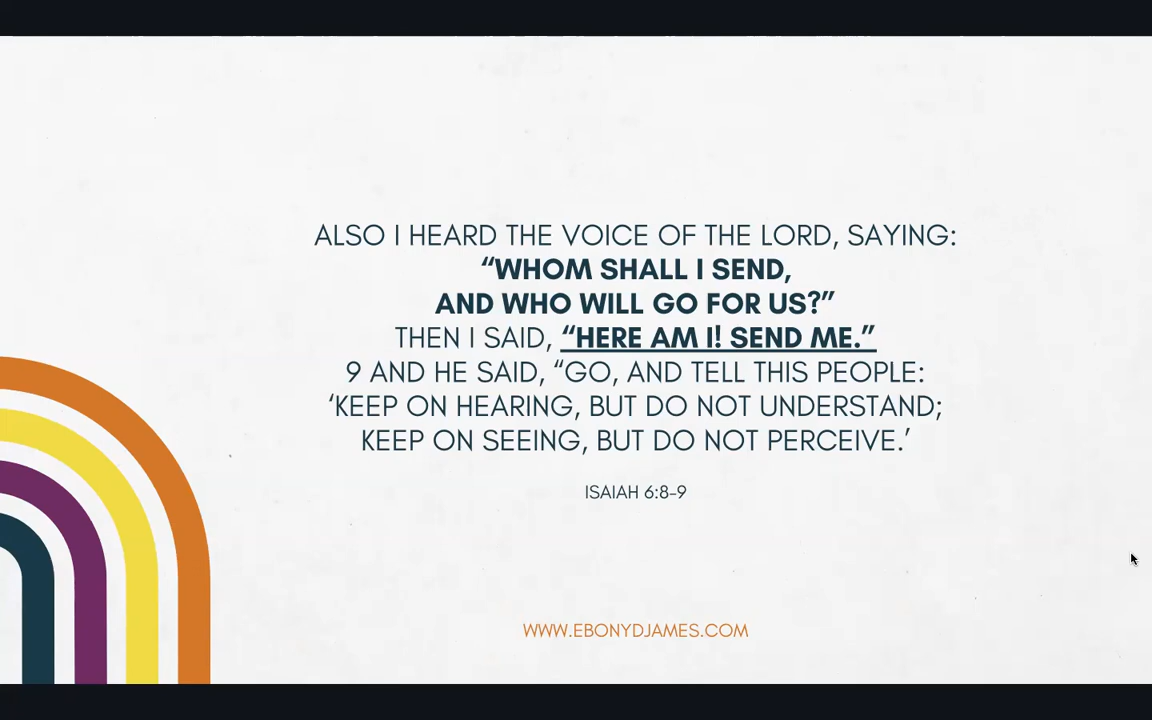 ALSO I HEARD THE VOICE OF THE LORD, SAYING:
“WHOM SHALL I SEND,
AND WHO WILL GO FOR US?”
THEN I SAID, “HERE AM I! SEND ME.”
9 AND HE SAID, “GO, AND TELL THIS PEOPLE:
‘KEEP ON HEARING, BUT DO NOT UNDERSTAND;
KEEP ON SEEING, BUT DO NOT PERCEIVE.’
ISAIAH 6:8-9
WWW.EBONYDJAMES.COM